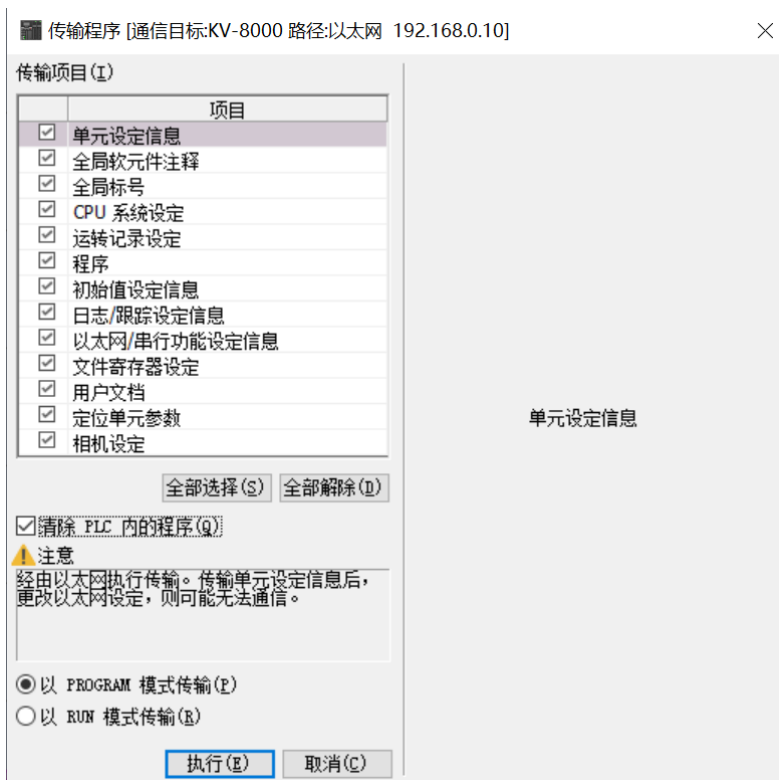 传输程序 [通信目标:KV-8000 路径:以太网 192.168.0.10]
传输项目(I)
项目
单元设定信息
全局软元件注释
全局标号
CPU 系统设定
运转记录设定
程序
初始值设定信息
日志/跟踪设定信息
以太网/串行功能设定信息
文件寄存器设定
用户文档
定位单元参数
相机设定
单元设定信息
全部选择(S) 全部解除(D)
清除 PLC 内的程序(Q)
注意
经由以太网执行传输。传输单元设定信息后,
更改以太网设定,则可能无法通信。
以 PROGRAM 模式传输(P)
以 RUN 模式传输(R)
执行(E) 取消(C)